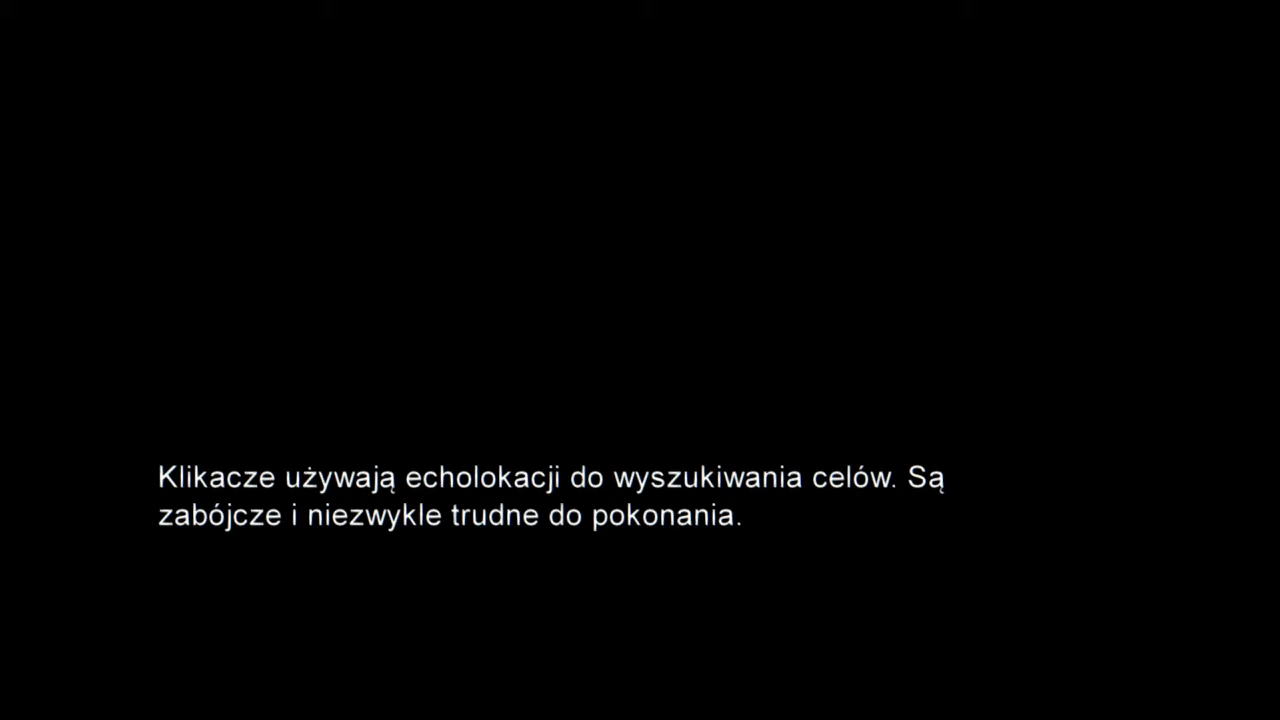 Klikacze używają echolokacji do wyszukiwania celów. Są
zabójcze i niezwykle trudne do pokonania.